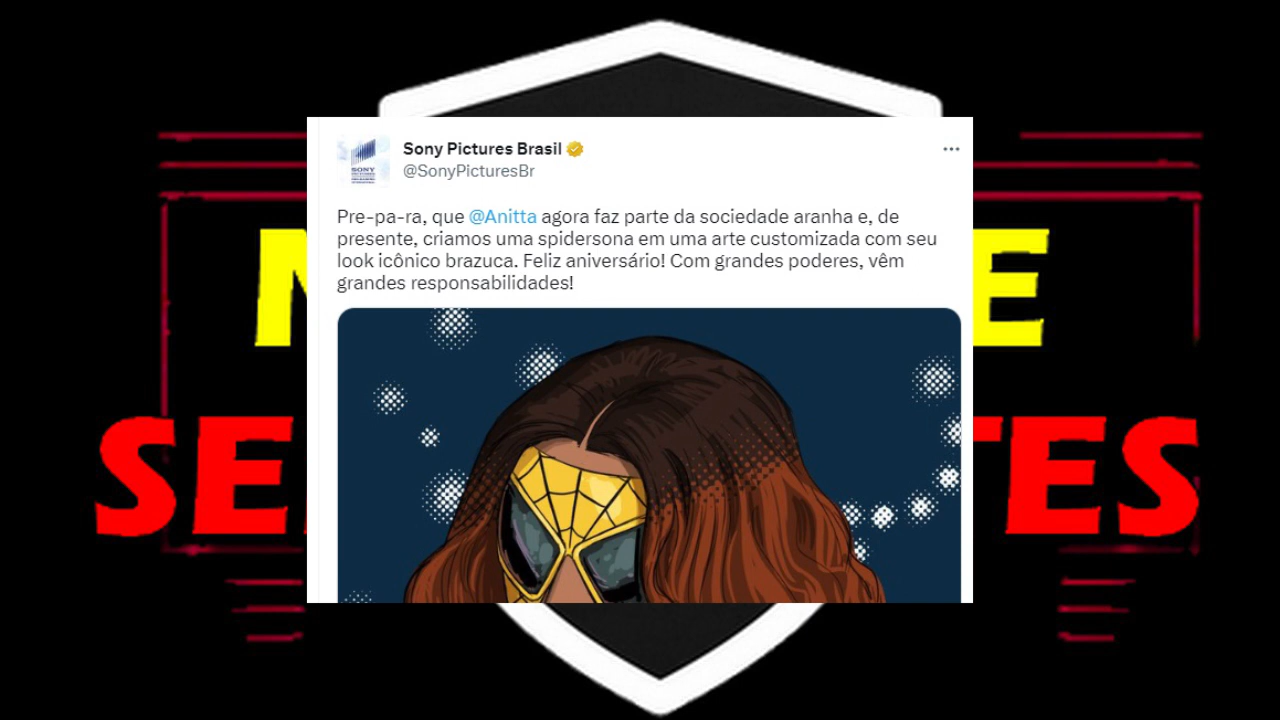 Sony Pictures Brasil
@SonyPicturesBr
Pre-pa-ra, que @Anitta agora faz parte da sociedade aranha e, de
presente, criamos uma spidersona em uma arte customizada com seu
look icônico brazuca. Feliz aniversário! Com grandes poderes, vêm
grandes responsabilidades!
SONY